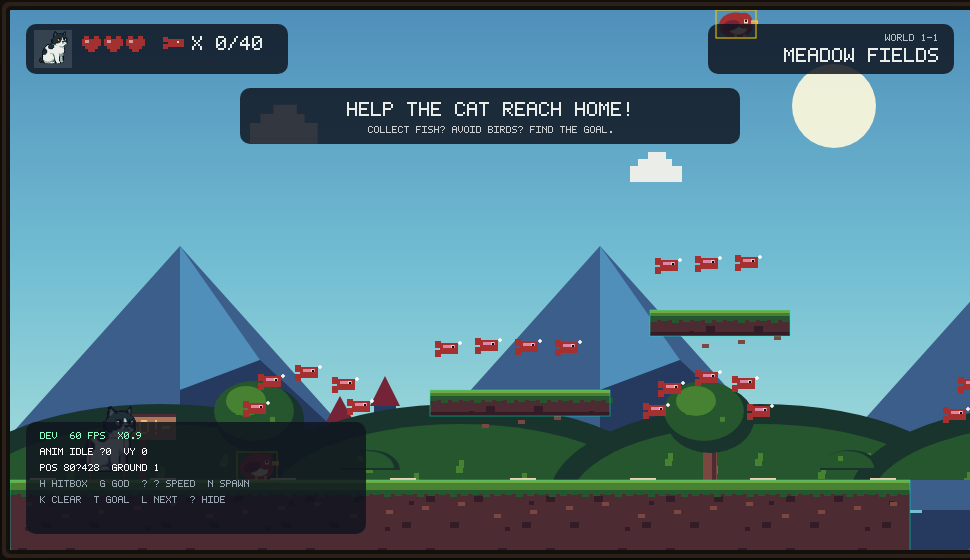 X 0/40
WORLD 1-1
MEADOW FIELDS
HELP THE CAT REACH HOME!
COLLECT FISH? AVOID BIRDS? FIND THE GOAL.
DEV 60 FPS X0.9
ANIM IDLE ?0 VY 0
POS 80?428 GROUND 1
H HITBOX G GOD ? ? SPEED N SPAWN
K CLEAR T GOAL L NEXT ? HIDE